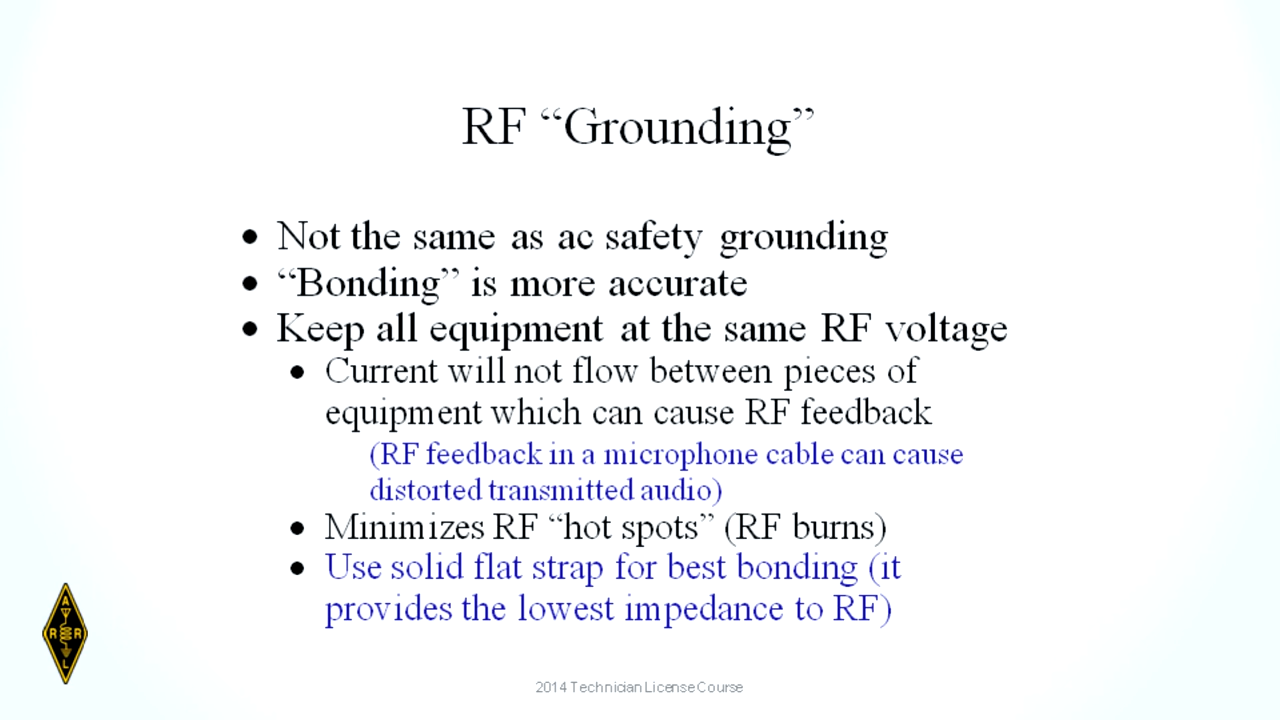 RF “Grounding”
• Not the same as ac safety grounding
• “Bonding” is more accurate
• Keep all equipment at the same RF voltage
• Current will not flow between pieces of
equipment which can cause RF feedback
(RF feedback in a microphone cable can cause
distorted transmitted audio)
• Minimizes RF “hot spots” (RF burns)
• Use solid flat strap for best bonding (it
provides the lowest impedance to RF)
A
R R
L
2014 Technician License Course